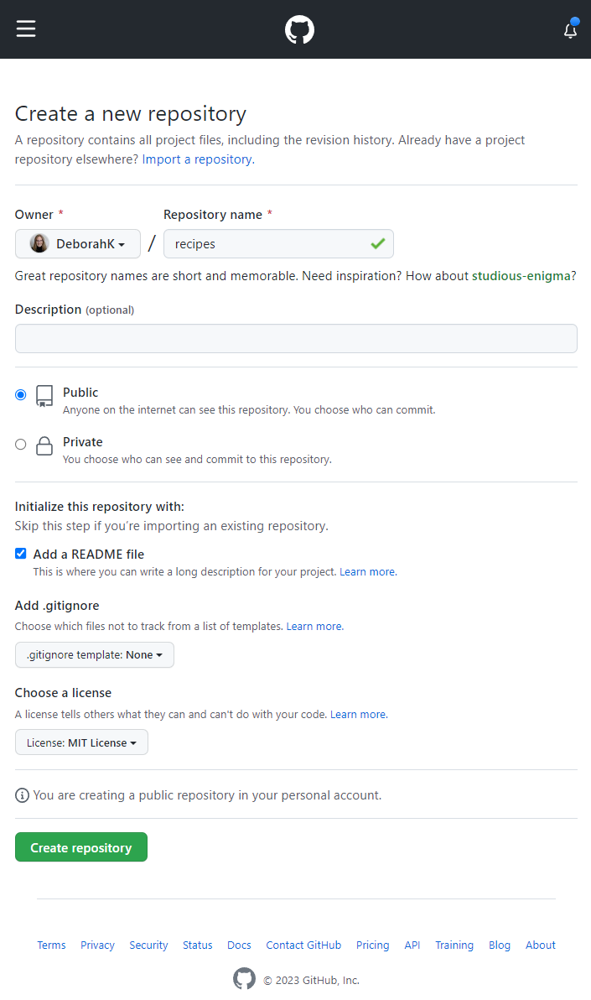 Create a new repository
A repository contains all project files, including the revision history. Already have a project
repository elsewhere? Import a repository.
Owner *
Repository name *
DeborahK
/
recipes
Great repository names are short and memorable. Need inspiration? How about studious-enigma?
Description (optional)
Public
Anyone on the internet can see this repository. You choose who can commit.
Private
You choose who can see and commit to this repository.
Initialize this repository with:
Skip this step if you’re importing an existing repository.
Add a README file
This is where you can write a long description for your project. Learn more.
Add .gitignore
Choose which files not to track from a list of templates. Learn more.
.gitignore template: None
Choose a license
A license tells others what they can and can't do with your code. Learn more.
License: MIT License
You are creating a public repository in your personal account.
Create repository
Terms Privacy Security Status Docs Contact GitHub Pricing API Training Blog About
© 2023 GitHub, Inc.